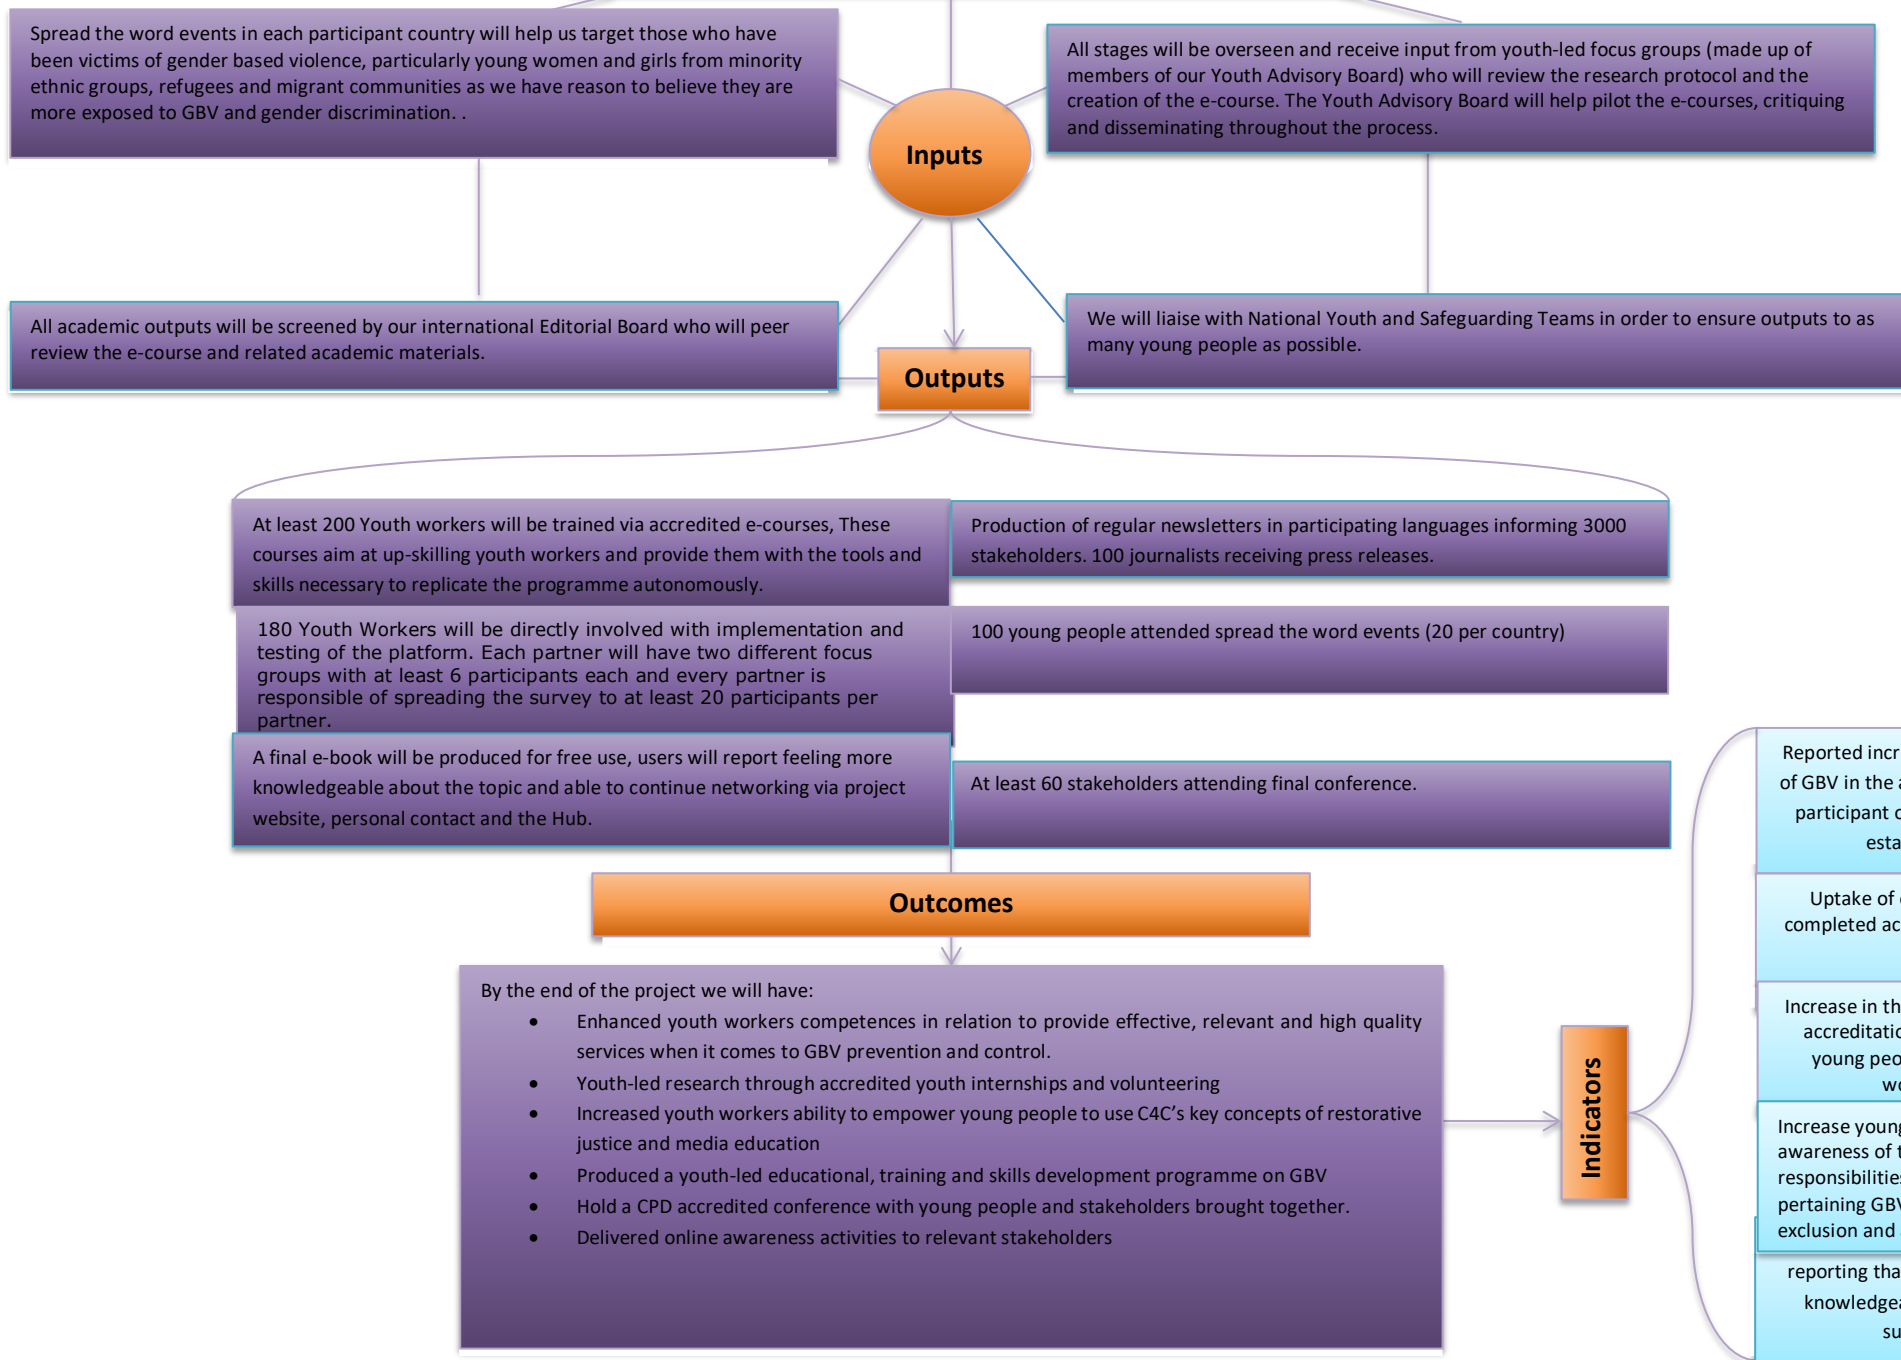 Spread the word events in each participant country will help us target those who have
been victims of gender based violence, particularly young women and girls from minority
ethnic groups, refugees and migrant communities as we have reason to believe they are
more exposed to GBV and gender discrimination. .
All stages will be overseen and receive input from youth-led focus groups (made up of
members of our Youth Advisory Board) who will review the research protocol and the
creation of the e-course. The Youth Advisory Board will help pilot the e-courses, critiquing
and disseminating throughout the process.
Inputs
All academic outputs will be screened by our international Editorial Board who will peer
review the e-course and related academic materials.
We will liaise with National Youth and Safeguarding Teams in order to ensure outputs to as
many young people as possible.
Outputs
At least 200 Youth workers will be trained via accredited e-courses, These
courses aim at up-skilling youth workers and provide them with the tools and
skills necessary to replicate the programme autonomously.
Production of regular newsletters in participating languages informing 3000
stakeholders. 100 journalists receiving press releases.
180 Youth Workers will be directly involved with implementation and
testing of the platform. Each partner will have two different focus
groups with at least 6 participants each and every partner is
responsible of spreading the survey to at least 20 participants per
partner.
100 young people attended spread the word events (20 per country)
A final e-book will be produced for free use, users will report feeling more
knowledgeable about the topic and able to continue networking via project
website, personal contact and the Hub.
At least 60 stakeholders attending final conference.
Outcomes
By the end of the project we will have:
• Enhanced youth workers competences in relation to provide effective, relevant and high quality
services when it comes to GBV prevention and control.
• Youth-led research through accredited youth internships and volunteering
• Increased youth workers ability to empower young people to use C4C's key concepts of restorative
justice and media education
• Produced a youth-led educational, training and skills development programme on GBV
• Hold a CPD accredited conference with young people and stakeholders brought together.
• Delivered online awareness activities to relevant stakeholders
Indicators
Reported
of GBV in the
participant
Uptake of
completed
Increase in
young
Increase
awareness of
pertaining
exclusion and
reporting